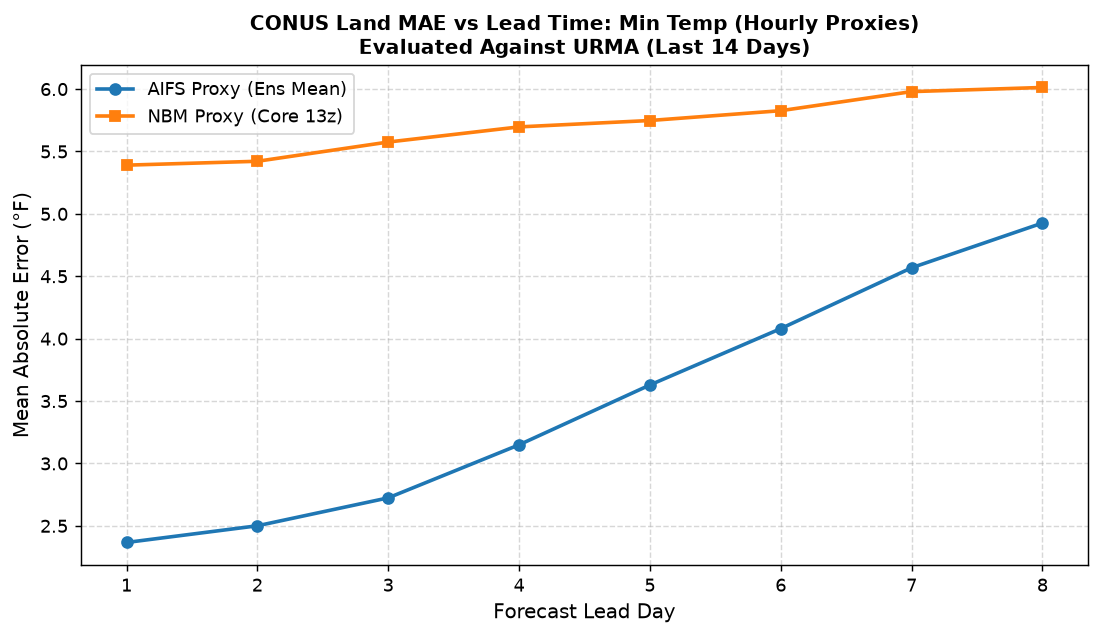 CONUS Land MAE vs Lead Time: Min Temp (Hourly Proxies)
Evaluated Against URMA (Last 14 Days)
AIFS Proxy (Ens Mean)
NBM Proxy (Core 13z)
Mean Absolute Error (°F)
6.0
5.5
5.0
4.5
4.0
3.5
3.0
2.5
1 2 3 4 5 6 7 8
Forecast Lead Day